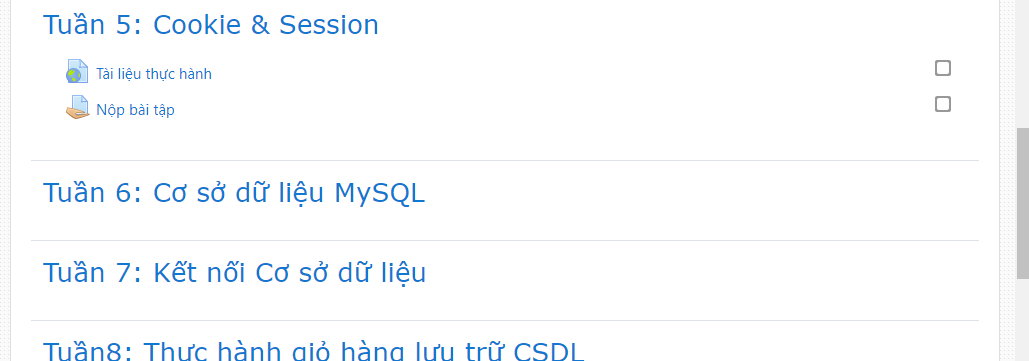 Tuần 5: Cookie & Session
Tài liệu thực hành
Nộp bài tập
Tuần 6: Cơ sở dữ liệu MySQL
Tuần 7: Kết nối Cơ sở dữ liệu
Tuần8: Thực hành giỏ hàng lưu trữ CSDL